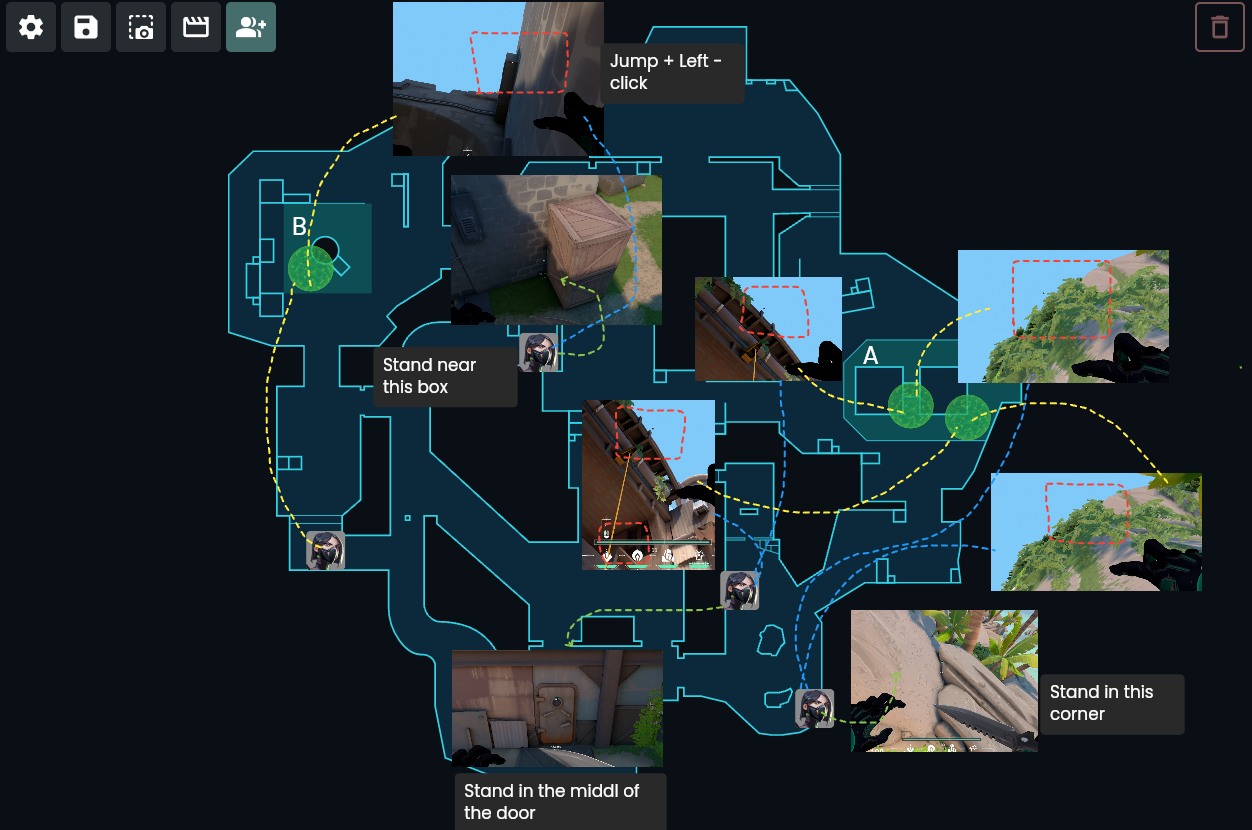 Jump + Left -
click
B
A
Stand near
this box
Stand in this
corner
Stand in the middl of
the door